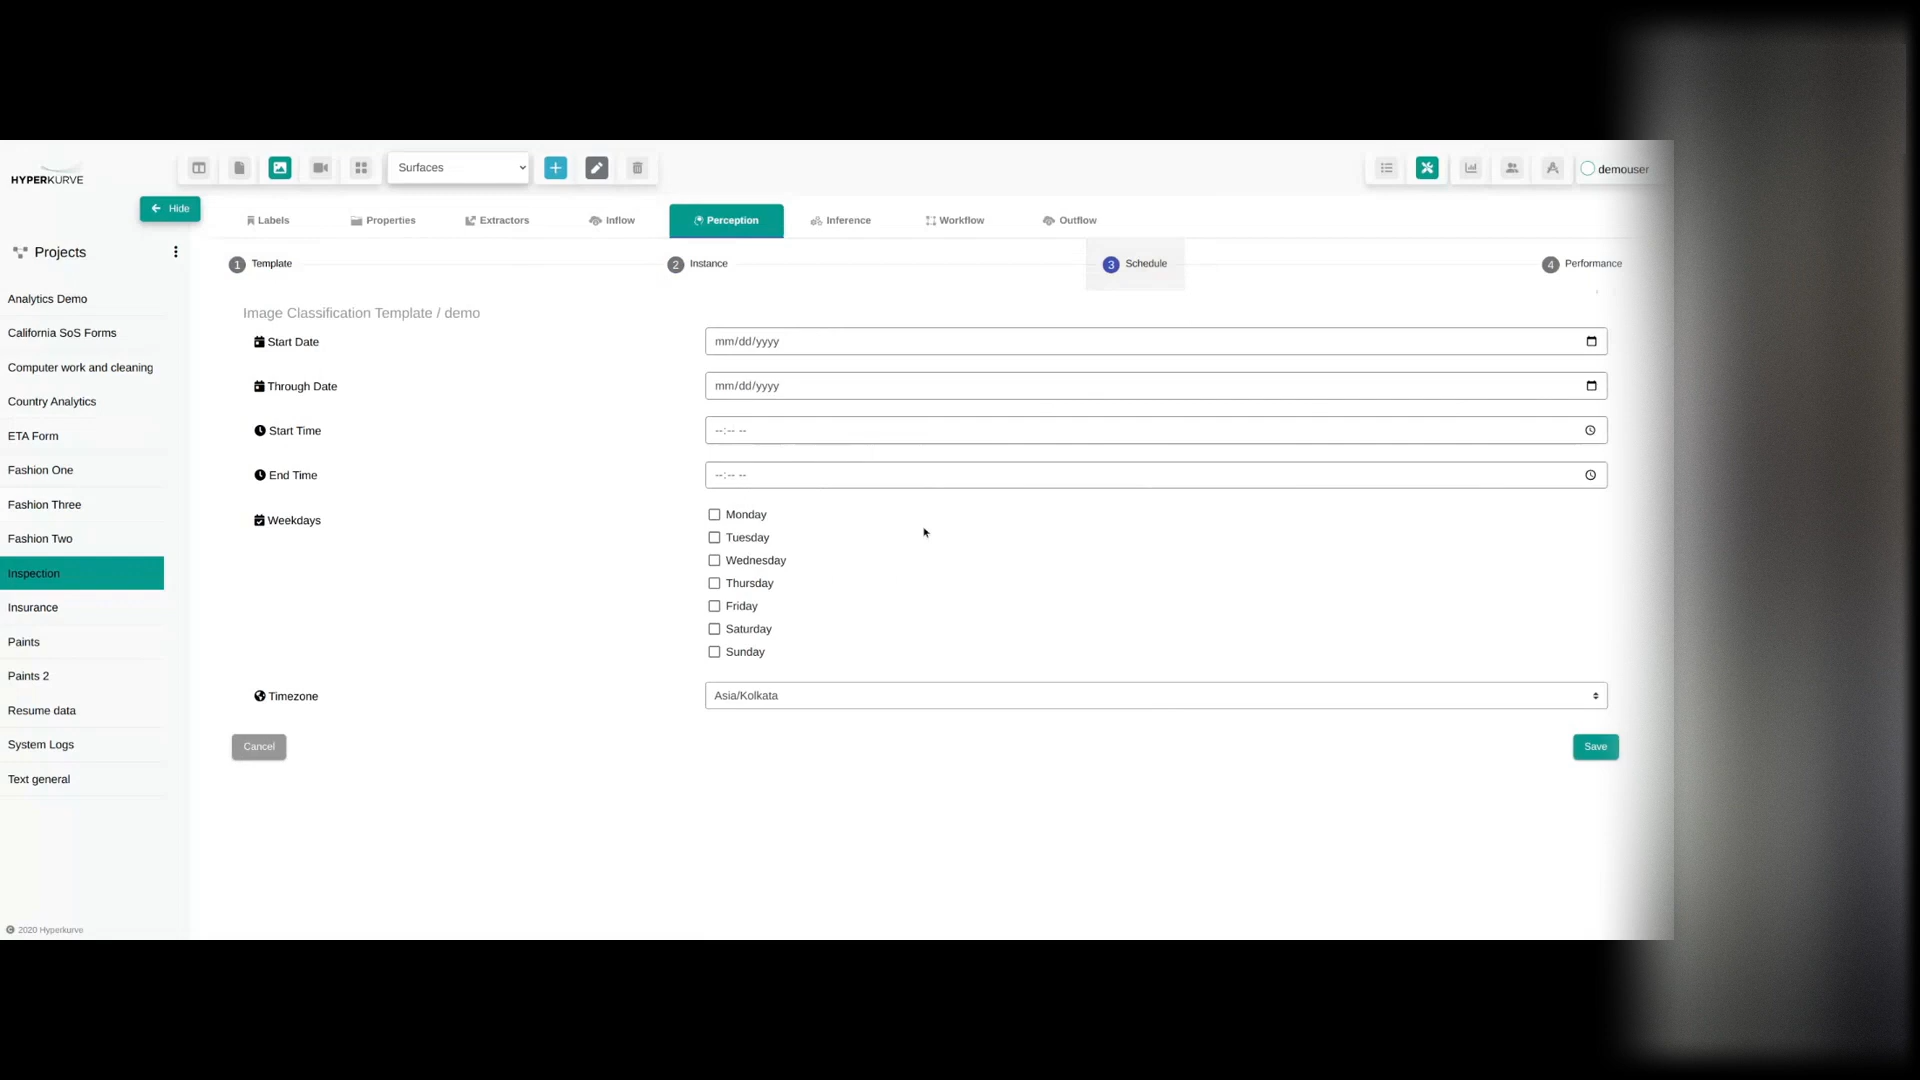 HYPERKURVE
Surfaces
demouser
Hide
Labels
Properties
Extractors
Inflow
Perception
Inference
Workflow
Outflow
Projects
1 Template
2 Instance
3 Schedule
4 Performance
Analytics Demo
California SoS Forms
Computer work and cleaning
Country Analytics
ETA Form
Fashion One
Fashion Three
Fashion Two
Inspection
Insurance
Paints
Paints 2
Resume data
System Logs
Text general
Image Classification Template / demo
Start Date
mm/dd/yyyy
Through Date
mm/dd/yyyy
Start Time
--:-- --
End Time
--:-- --
Weekdays
Monday
Tuesday
Wednesday
Thursday
Friday
Saturday
Sunday
Timezone
Asia/Kolkata
Cancel
Save
© 2020 Hyperkurve